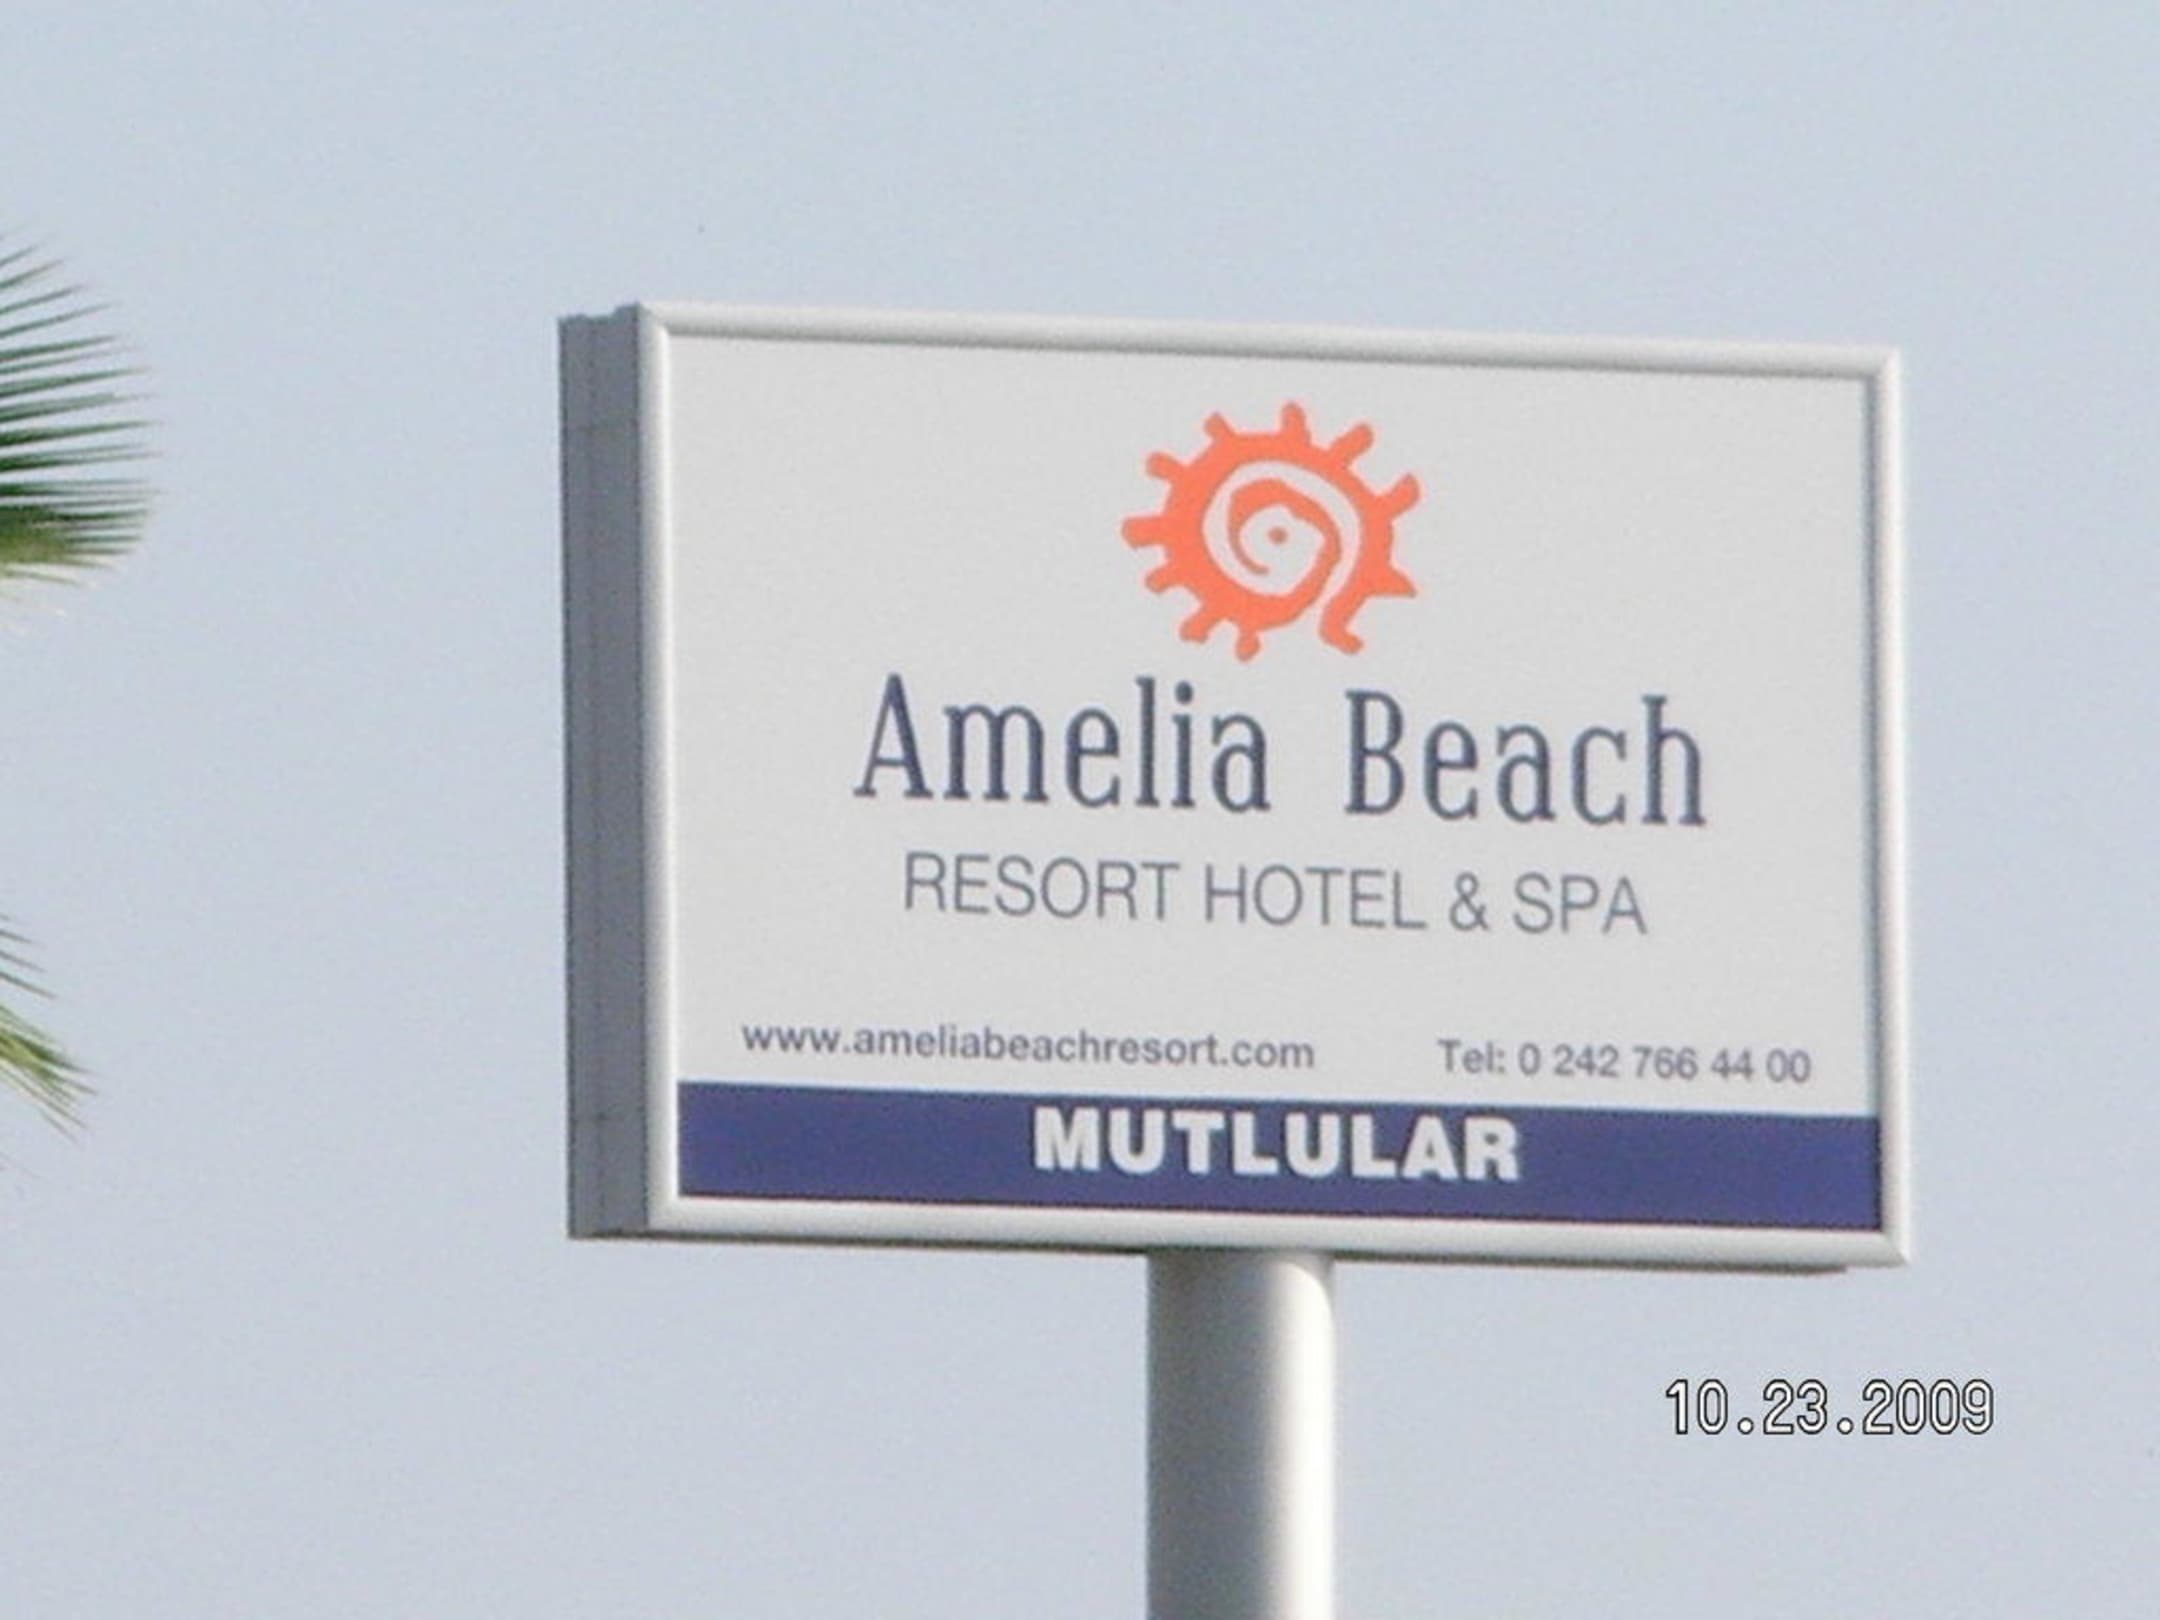 Amelia Beach
RESORT HOTEL & SPA
www.ameliabeachresort.com Tel: 0 242 766 44 00
MUTLULAR
10.23.2009